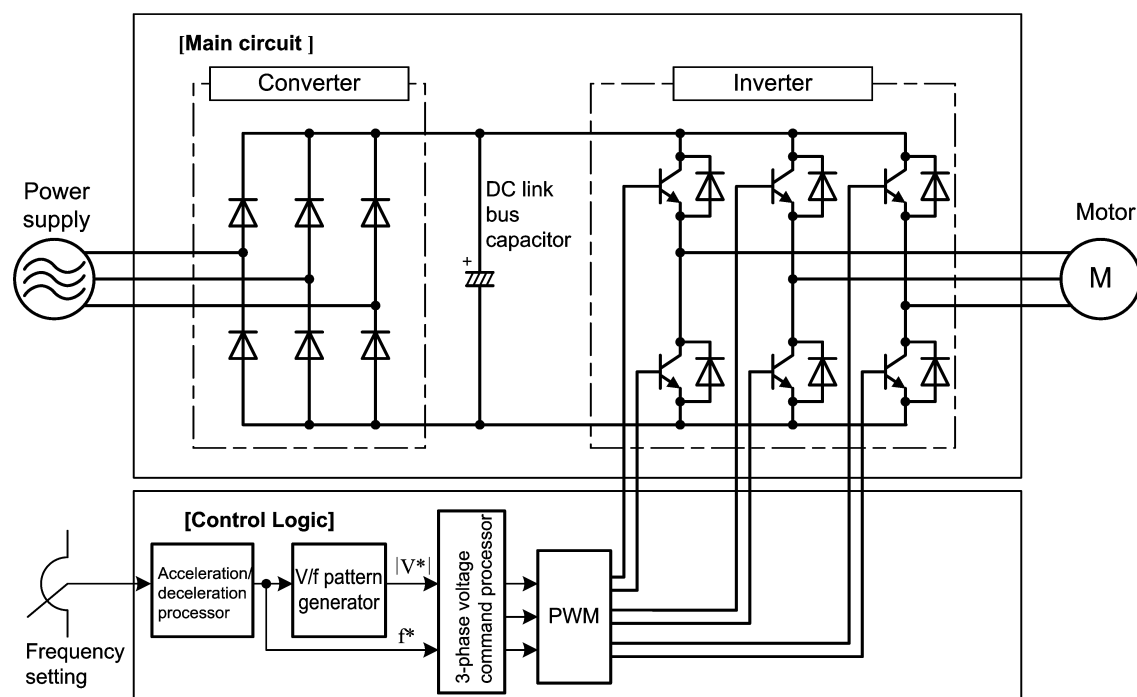 [Main circuit ]
Converter
Inverter
Power
supply
DC link
bus
capacitor
+
Motor
M
[Control Logic]
Acceleration/
deceleration
processor
V/f pattern
generator
|V*|
f*
3-phase voltage
command processor
PWM
Frequency
setting